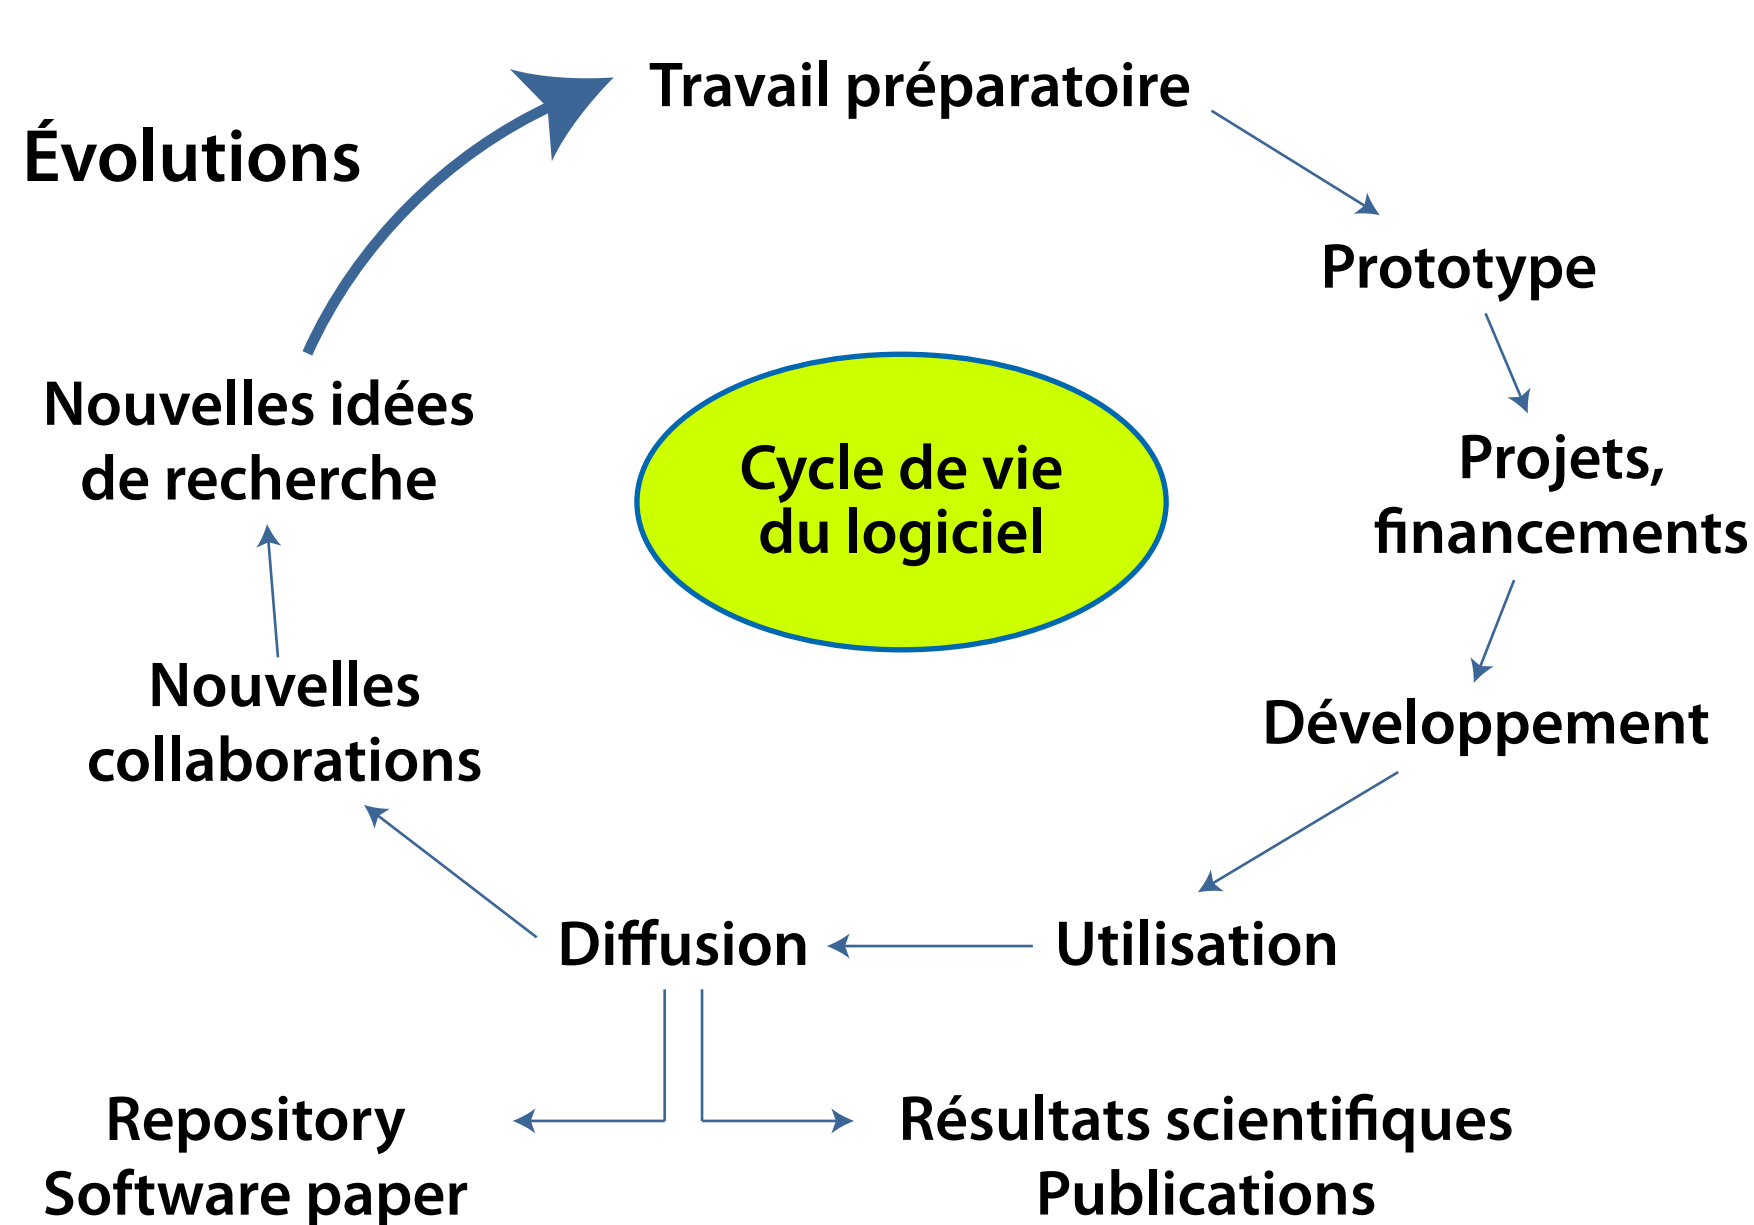 Travail préparatoire
Évolutions
Prototype
Nouvelles idées
de recherche
Cycle de vie
du logiciel
Projets,
financements
Nouvelles
collaborations
Développement
Diffusion
Utilisation
Repository
Software paper
Résultats scientifiques
Publications